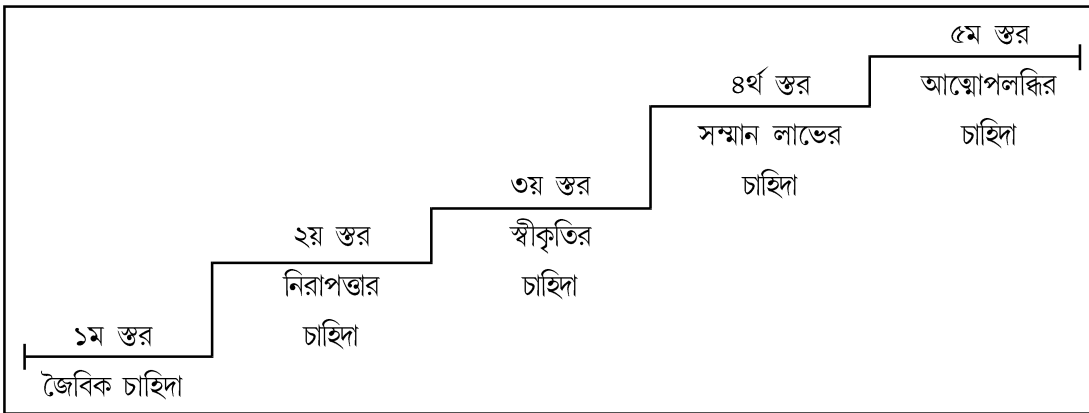 ৫ম স্তর
আত্মোপলব্ধির
চাহিদা
৪র্থ স্তর
সম্মান লাভের
চাহিদা
৩য় স্তর
স্বীকৃতির
চাহিদা
২য় স্তর
নিরাপত্তার
চাহিদা
১ম স্তর
জৈবিক চাহিদা